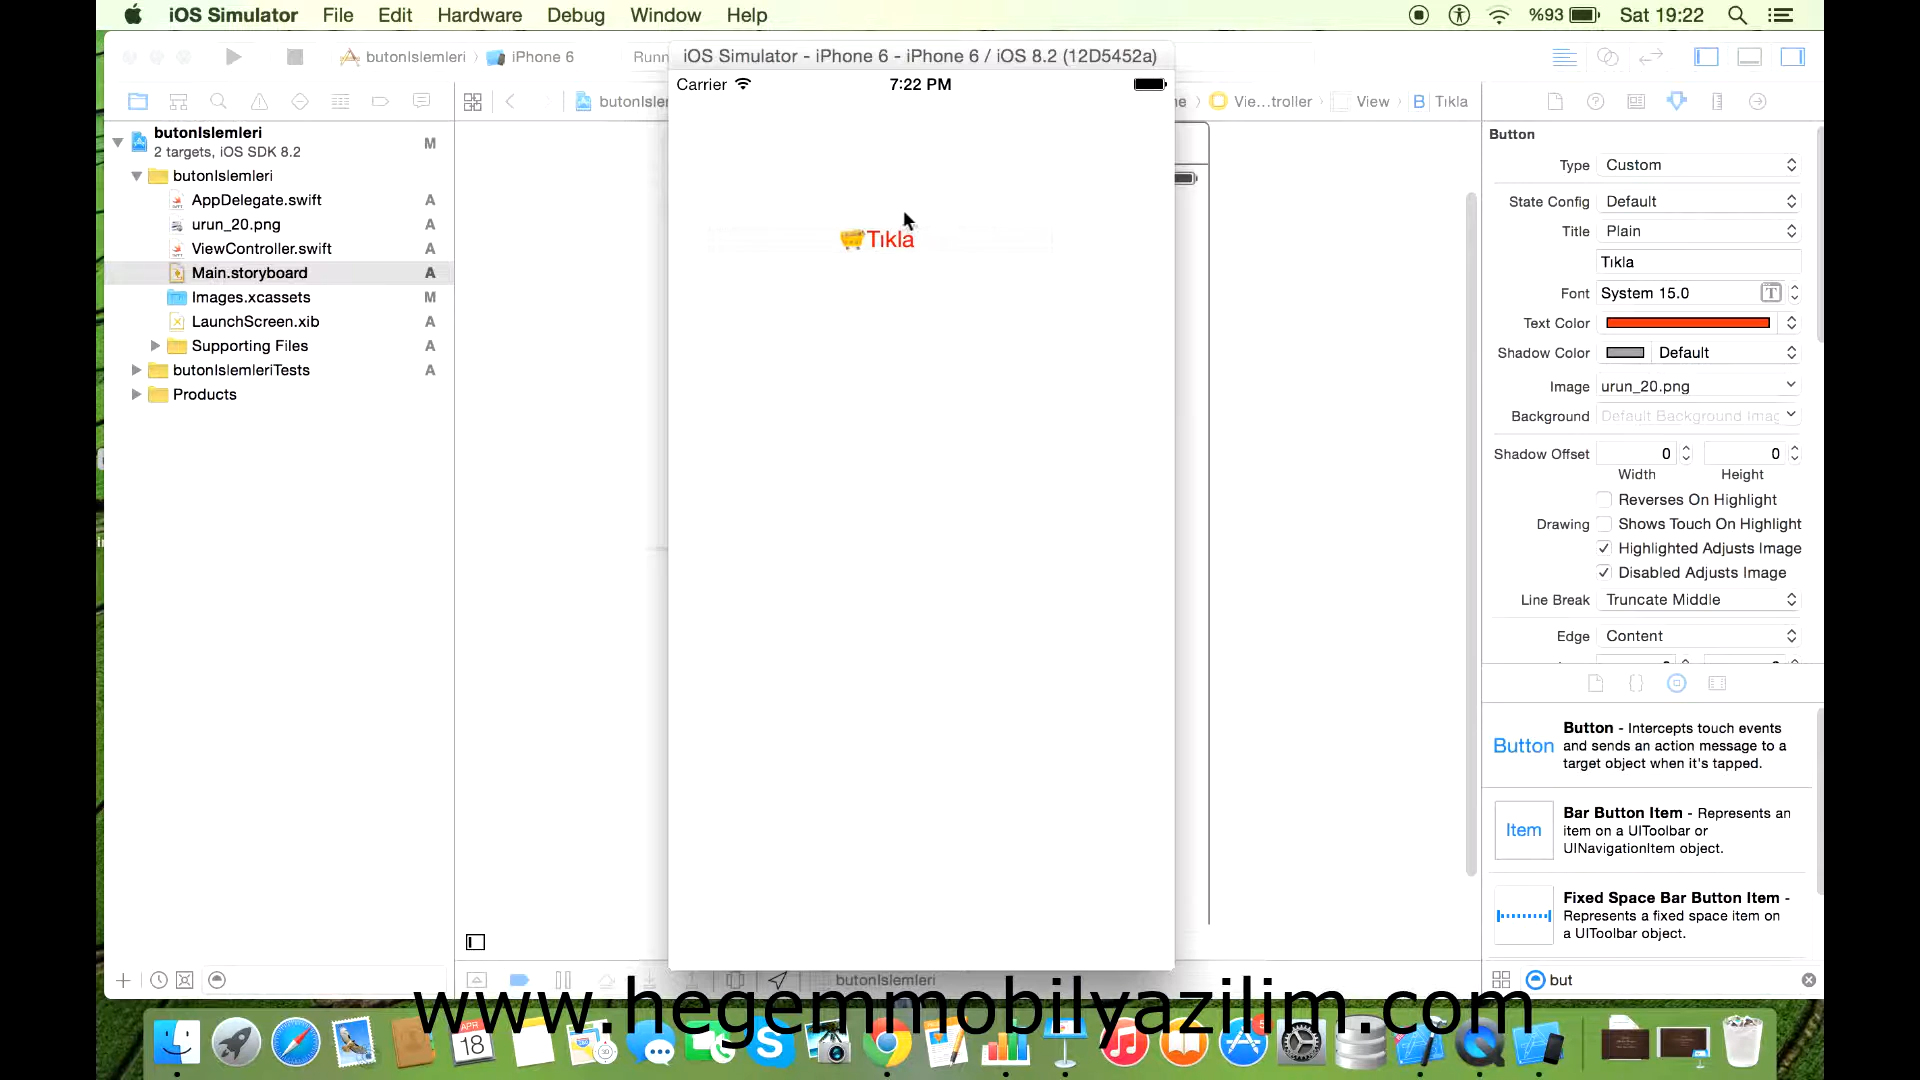 iOS Simulator File Edit Hardware Debug Window Help %93 Sat 19:22
butonIslemleri iPhone 6 Runn
iOS Simulator - iPhone 6 - iPhone 6 / iOS 8.2 (12D5452a)
Carrier 7:22 PM
butonIsler
ne Vie...troller View B Tıkla
butonIslemleri M
2 targets, iOS SDK 8.2
butonIslemleri
AppDelegate.swift A
urun_20.png A
ViewController.swift A
Main.storyboard A
Images.xcassets M
LaunchScreen.xib A
Supporting Files A
butonIslemleriTests A
Products
Tıkla
Button
Type Custom
State Config Default
Title Plain
Tıkla
Font System 15.0 T
Text Color
Shadow Color Default
Image urun_20.png
Background Default Background Imag
Shadow Offset 0 0
Width Height
Reverses On Highlight
Drawing Shows Touch On Highlight
Highlighted Adjusts Image
Disabled Adjusts Image
Line Break Truncate Middle
Edge Content
Button Button - Intercepts touch events
and sends an action message to a
target object when it's tapped.
Item Bar Button Item - Represents an
item on a UIToolbar or
UINavigationItem object.
Fixed Space Bar Button Item -
Represents a fixed space item on
a UIToolbar object.
but
butonIslemleri
www.hegemmobilyazilim.com
APR
18